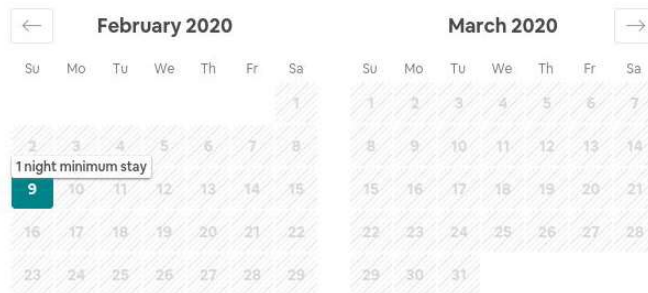 ← February 2020
Su Mo Tu We Th Fr Sa
1
2 3 4 5 6 7 8
1 night minimum stay
9 10 11 12 13 14 15
16 17 18 19 20 21 22
23 24 25 26 27 28 29
March 2020 →
Su Mo Tu We Th Fr Sa
1 2 3 4 5 6 7
8 9 10 11 12 13 14
15 16 17 18 19 20 21
22 23 24 25 26 27 28
29 30 31